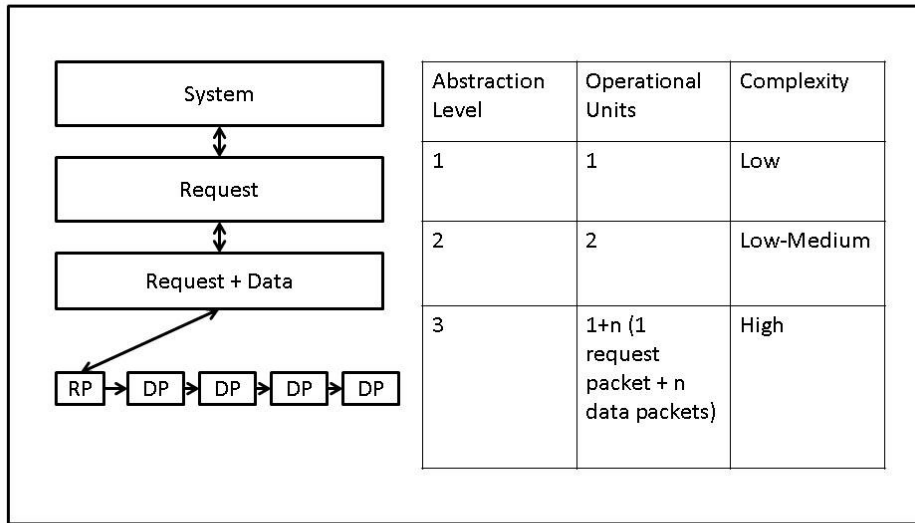 System
Request
Request + Data
RP DP DP DP DP
Abstraction Operational Complexity
Level Units
1 1 Low
2 2 Low-Medium
3 1+n (1 High
request
packet + n
data packets)